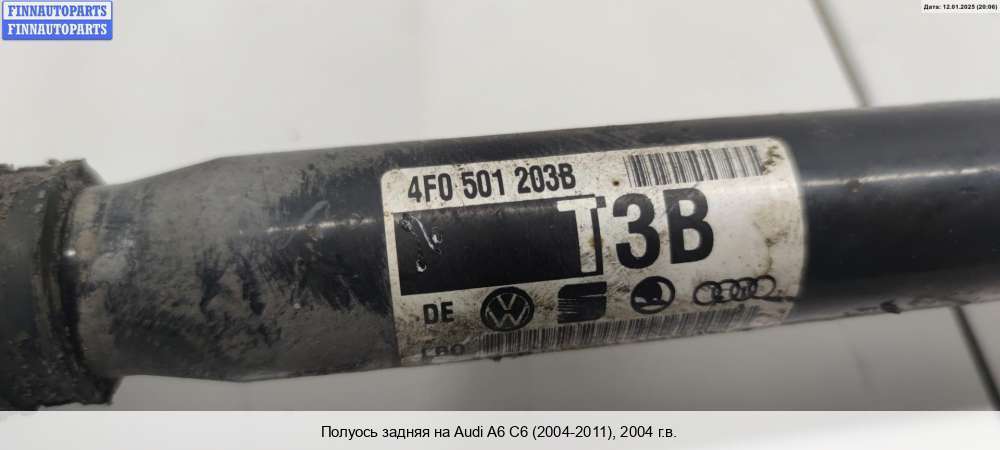 FINNAUTOPARTS
FINNAUTOPARTS
FINNAUTOPARTS
Дата: 12.01.2025 (20:06)
4F0 501 203B
T3B
DE
Полуось задняя на Audi A6 C6 (2004-2011), 2004 г.в.